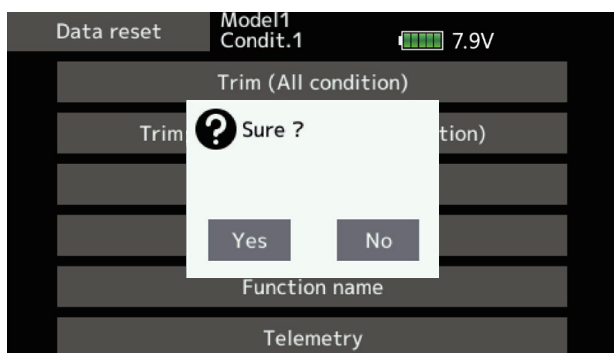 Data reset
Model1
Condit.1
7.9V
Trim (All condition)
Trim tion)
? Sure ?
Yes No
Function name
Telemetry